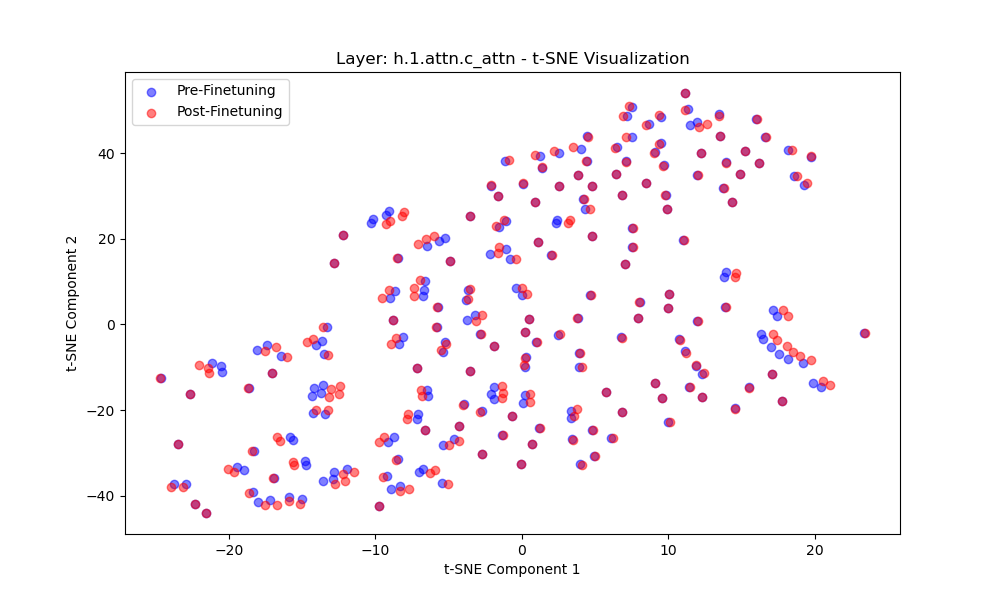 Layer: h.1.attn.c_attn - t-SNE Visualization
Pre-Finetuning
Post-Finetuning
t-SNE Component 2
40
20
0
−20
−40
−20
−10
0
10
20
t-SNE Component 1